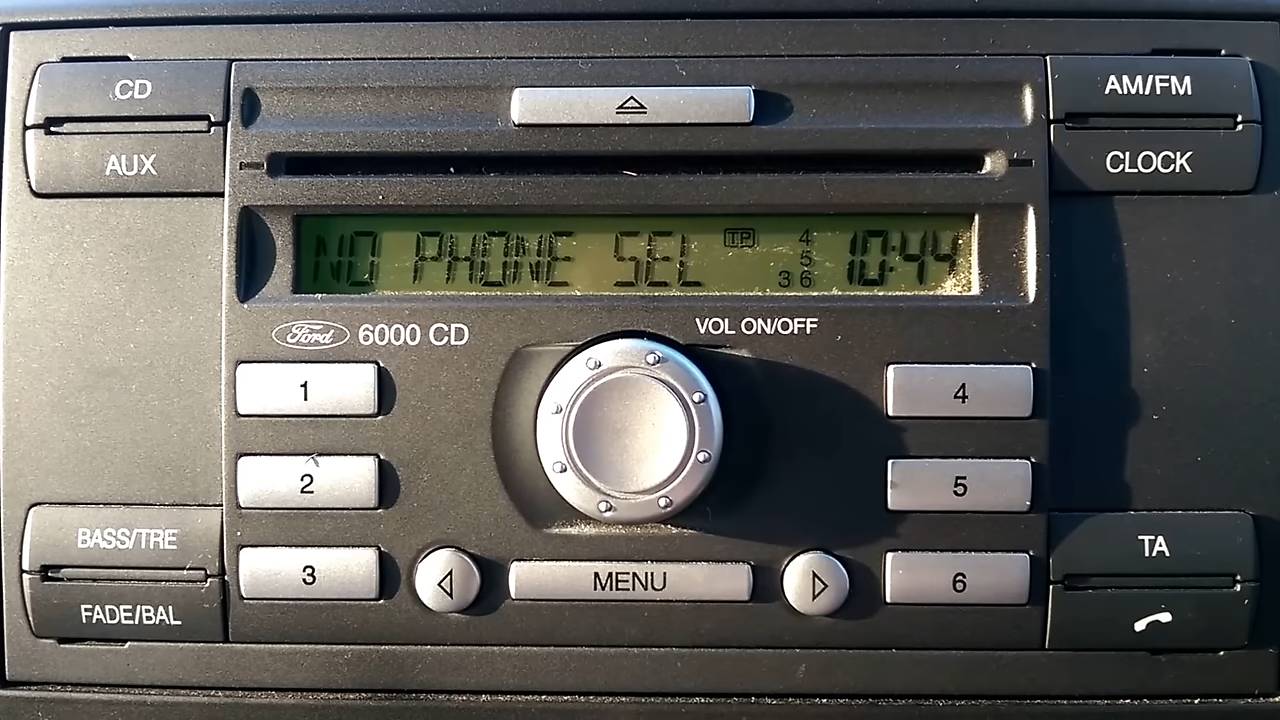 CD
AM/FM
AUX
CLOCK
NO PHONE SEL TP 4 5 3 6 10:44
Ford 6000 CD
VOL ON/OFF
1
4
2
5
BASS/TRE
TA
3
MENU
6
FADE/BAL